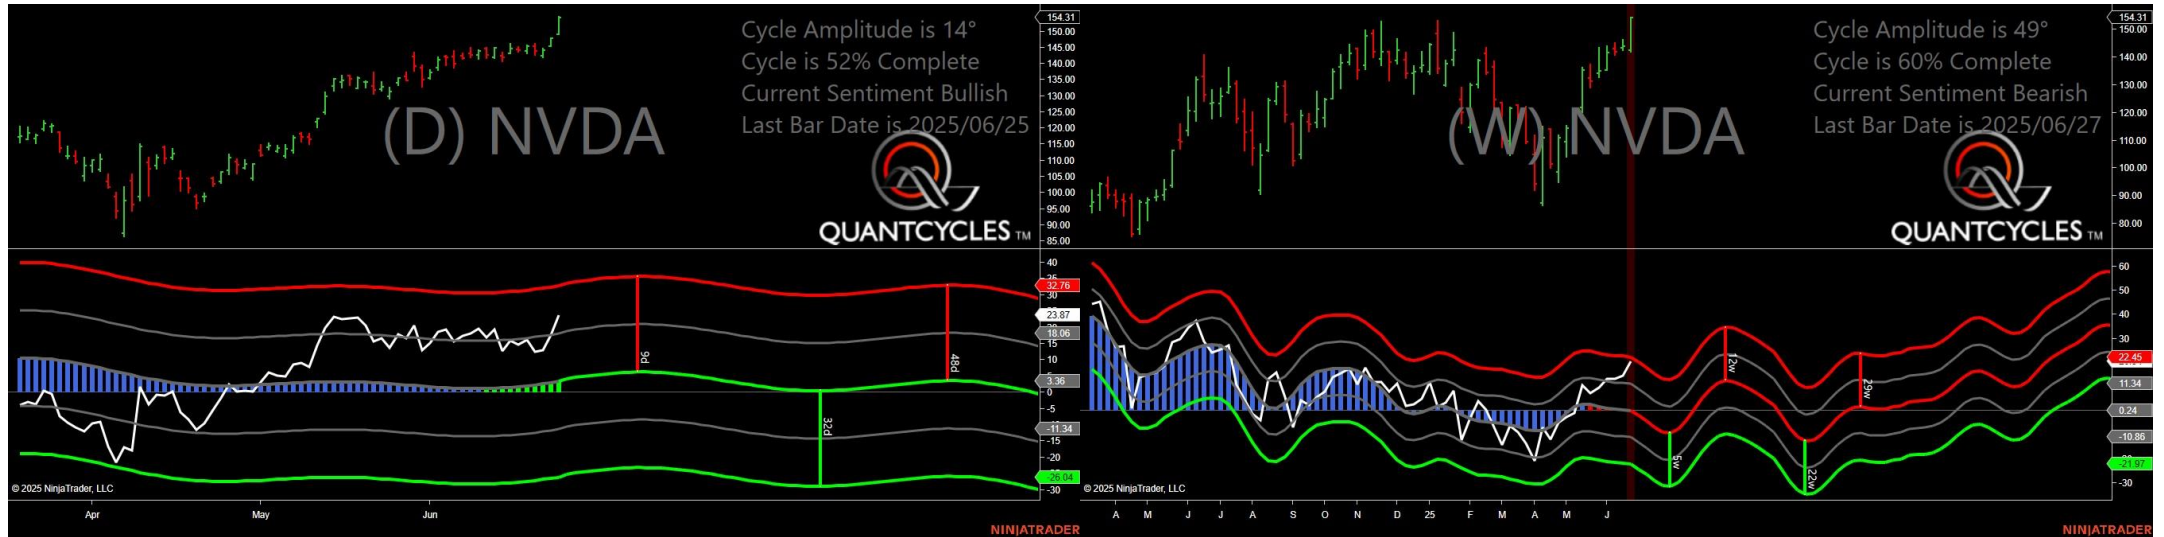 Cycle Amplitude is 14°
Cycle is 52% Complete
Current Sentiment Bullish
Last Bar Date is 2025/06/25
(D) NVDA
QUANTCYCLES TM
154.31
150.00
145.00
140.00
135.00
130.00
125.00
120.00
115.00
110.00
105.00
100.00
95.00
90.00
85.00
40
32.76
30
23.87
18.06
15
10
3.36
0
-5
-11.34
-15
-20
-26.04
-30
9d
32d
48d
© 2025 NinjaTrader, LLC
Apr
May
Jun
NINJATRADER
Cycle Amplitude is 49°
Cycle is 60% Complete
Current Sentiment Bearish
Last Bar Date is 2025/06/27
(W) NVDA
QUANTCYCLES TM
154.31
150.00
140.00
130.00
120.00
110.00
100.00
90.00
80.00
60
50
40
30
22.45
11.34
0.24
-10.86
-21.97
-30
5w
12w
22w
29w
© 2025 NinjaTrader, LLC
A M J J A S O N D 25 F M A M J
NINJATRADER